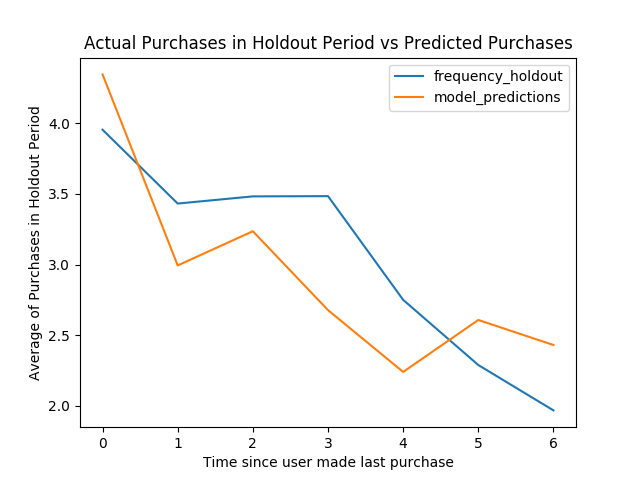 Actual Purchases in Holdout Period vs Predicted Purchases
frequency_holdout
model_predictions
Average of Purchases in Holdout Period
4.0
3.5
3.0
2.5
2.0
0 1 2 3 4 5 6
Time since user made last purchase